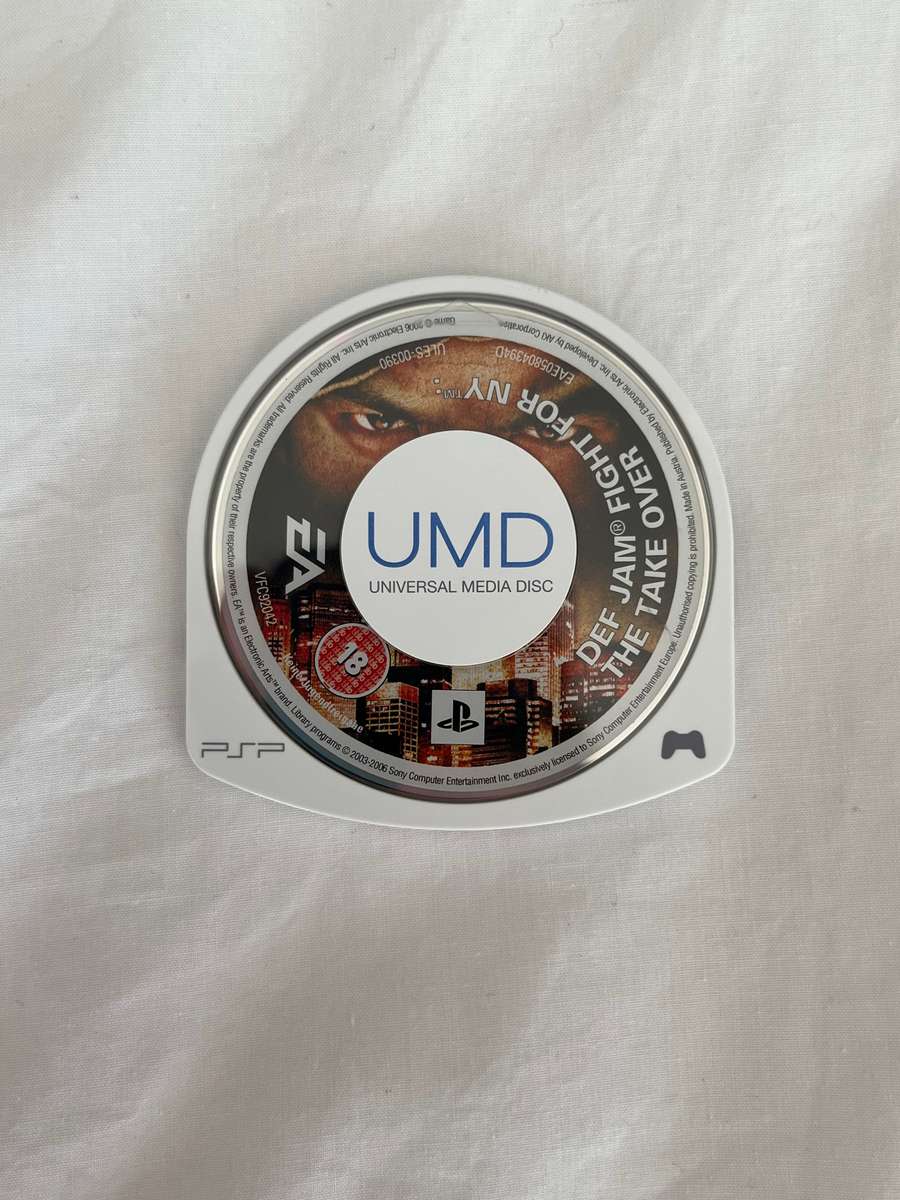 UMD
UNIVERSAL MEDIA DISC
DEF JAM® FIGHT FOR NY™:
THE TAKE OVER
ULES-00390
EAE05804394D
EA
VFC92042
18
PSP
Game © 2006 Electronic Arts Inc. All Rights Reserved. All trademarks are the property of their respective owners. EA™ is an Electronic Arts™ brand. Library programs © 2003-2006 Sony Computer Entertainment Inc. exclusively licensed to Sony Computer Entertainment Europe. Unauthorised copying is prohibited. Made in Austria. Published by Electronic Arts Inc. Developed by AKI Corporation.